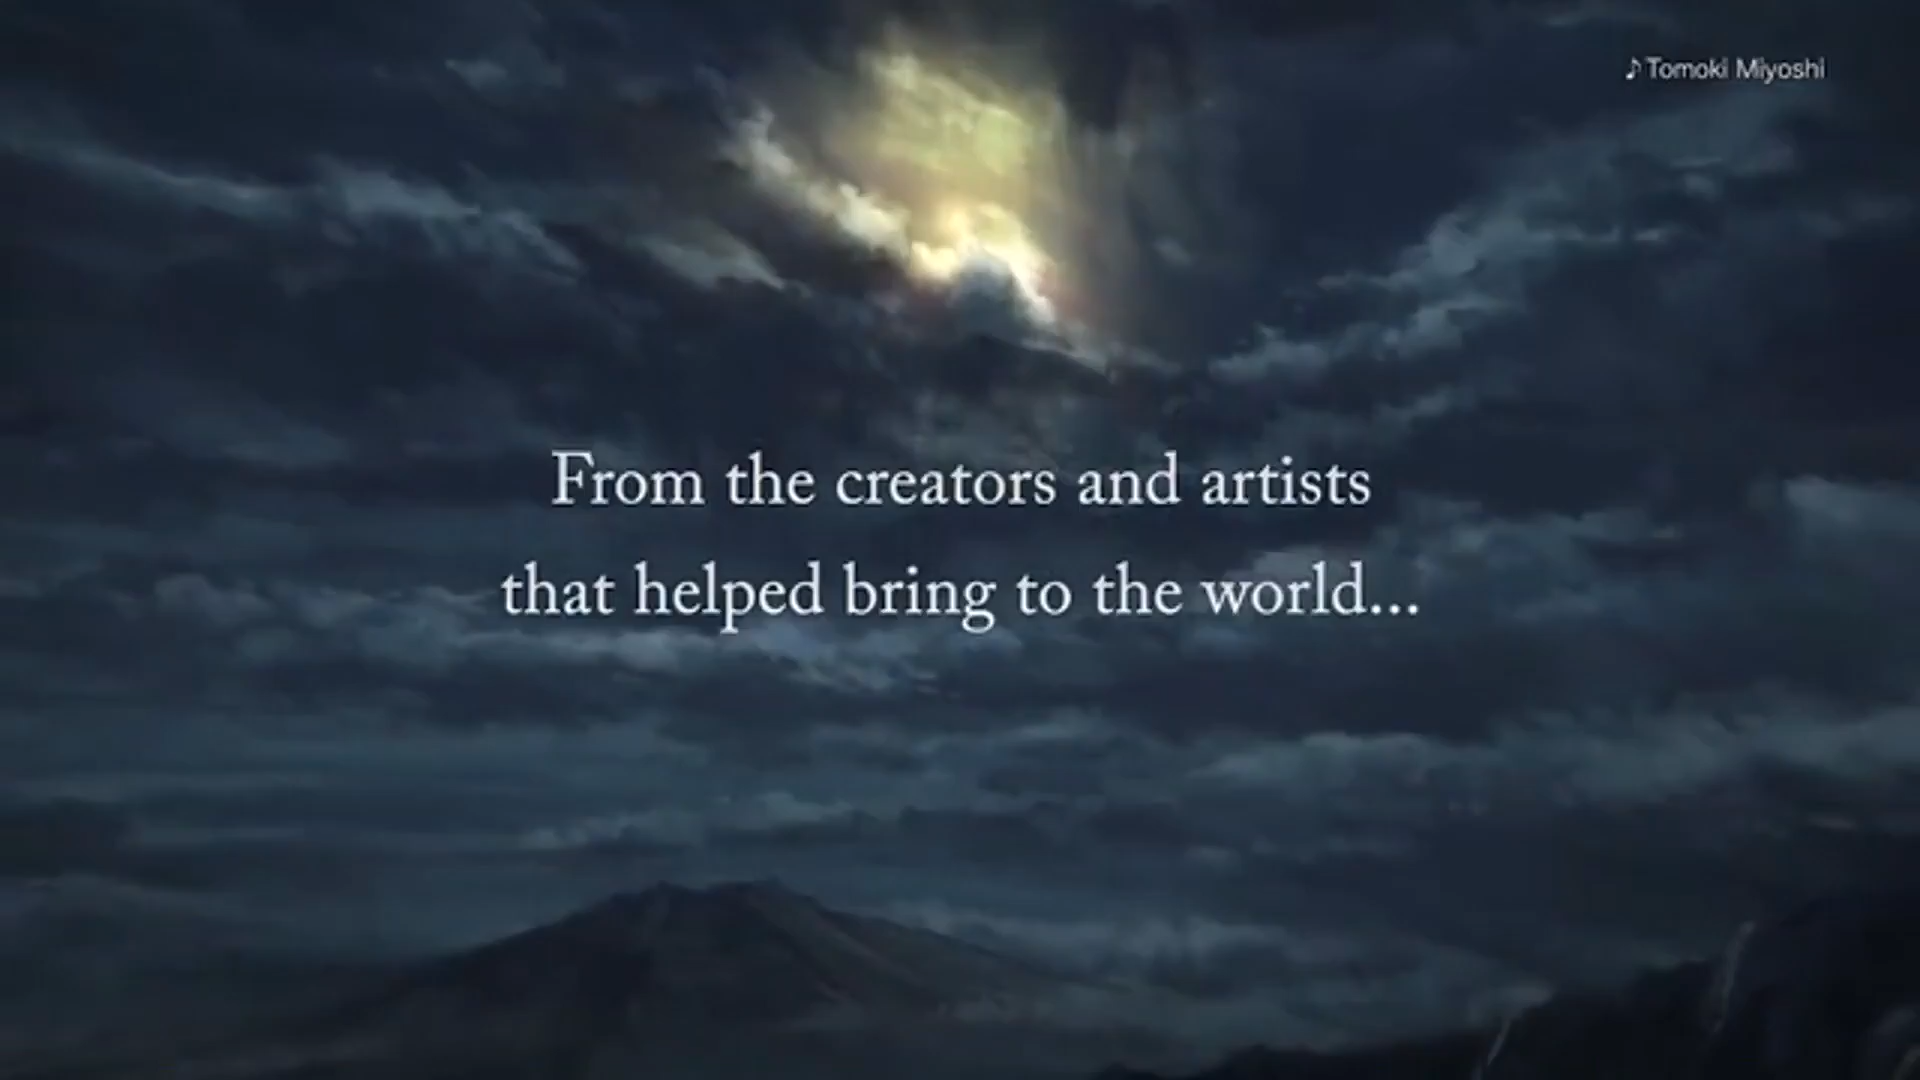 ♪Tomoki Miyoshi
From the creators and artists
that helped bring to the world...